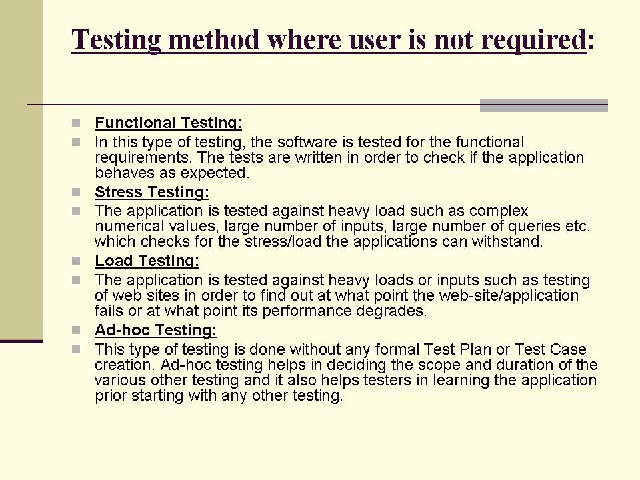 Testing method where user is not required:
Functional Testing:
In this type of testing, the software is tested for the functional
requirements. The tests are written in order to check if the application
behaves as expected.
Stress Testing:
The application is tested against heavy load such as complex
numerical values, large number of inputs, large number of queries etc.
which checks for the stress/load the applications can withstand.
Load Testing:
The application is tested against heavy loads or inputs such as testing
of web sites in order to find out at what point the web-site/application
fails or at what point its performance degrades.
Ad-hoc Testing:
This type of testing is done without any formal Test Plan or Test Case
creation. Ad-hoc testing helps in deciding the scope and duration of the
various other testing and it also helps testers in learning the application
prior starting with any other testing.